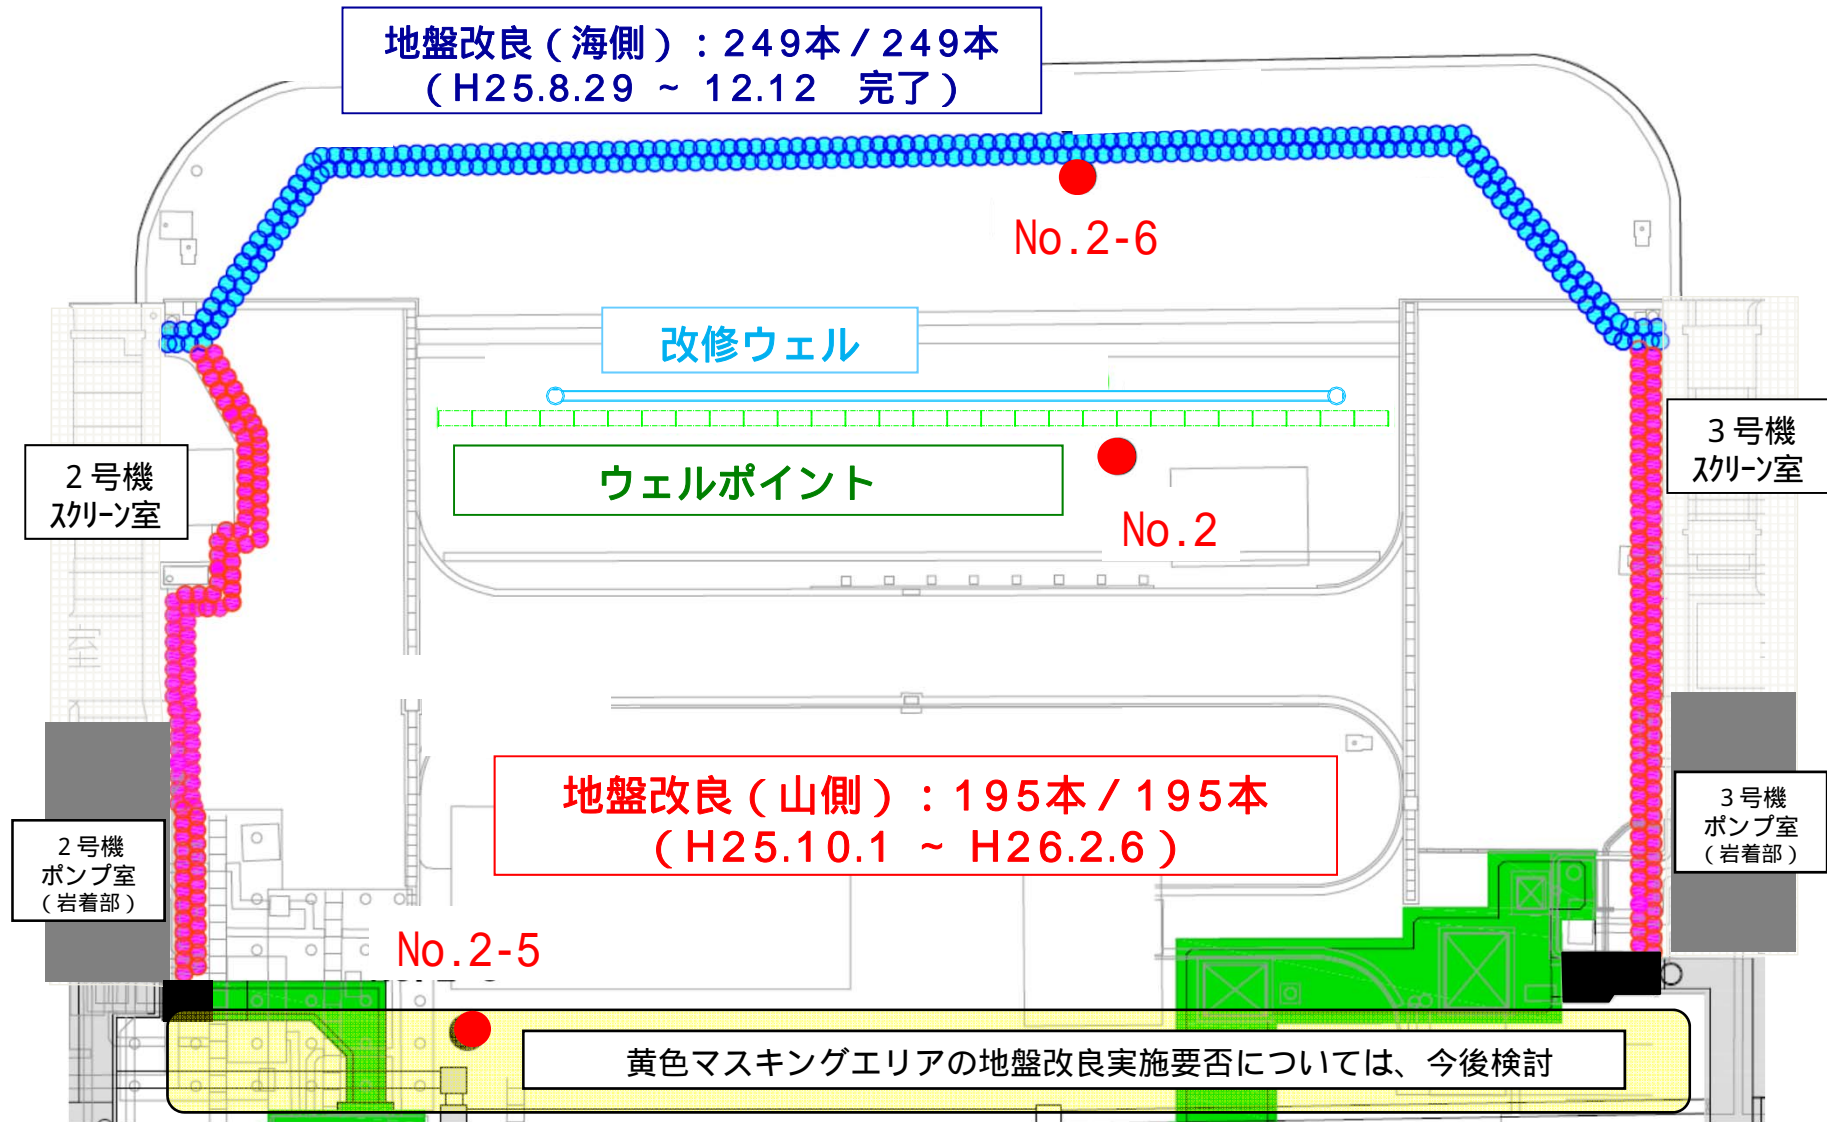 地盤改良（海側）：249本／249本
（H25.8.29 ~ 12.12　完了）
No.2-6
改修ウェル
２号機
ｽｸﾘｰﾝ室
ウェルポイント
No.2
３号機
ｽｸﾘｰﾝ室
地盤改良（山側）：195本／195本
（H25.10.1 ~ H26.2.6）
２号機
ポンプ室
（岩着部）
３号機
ポンプ室
（岩着部）
No.2-5
黄色マスキングエリアの地盤改良実施要否については、今後検討